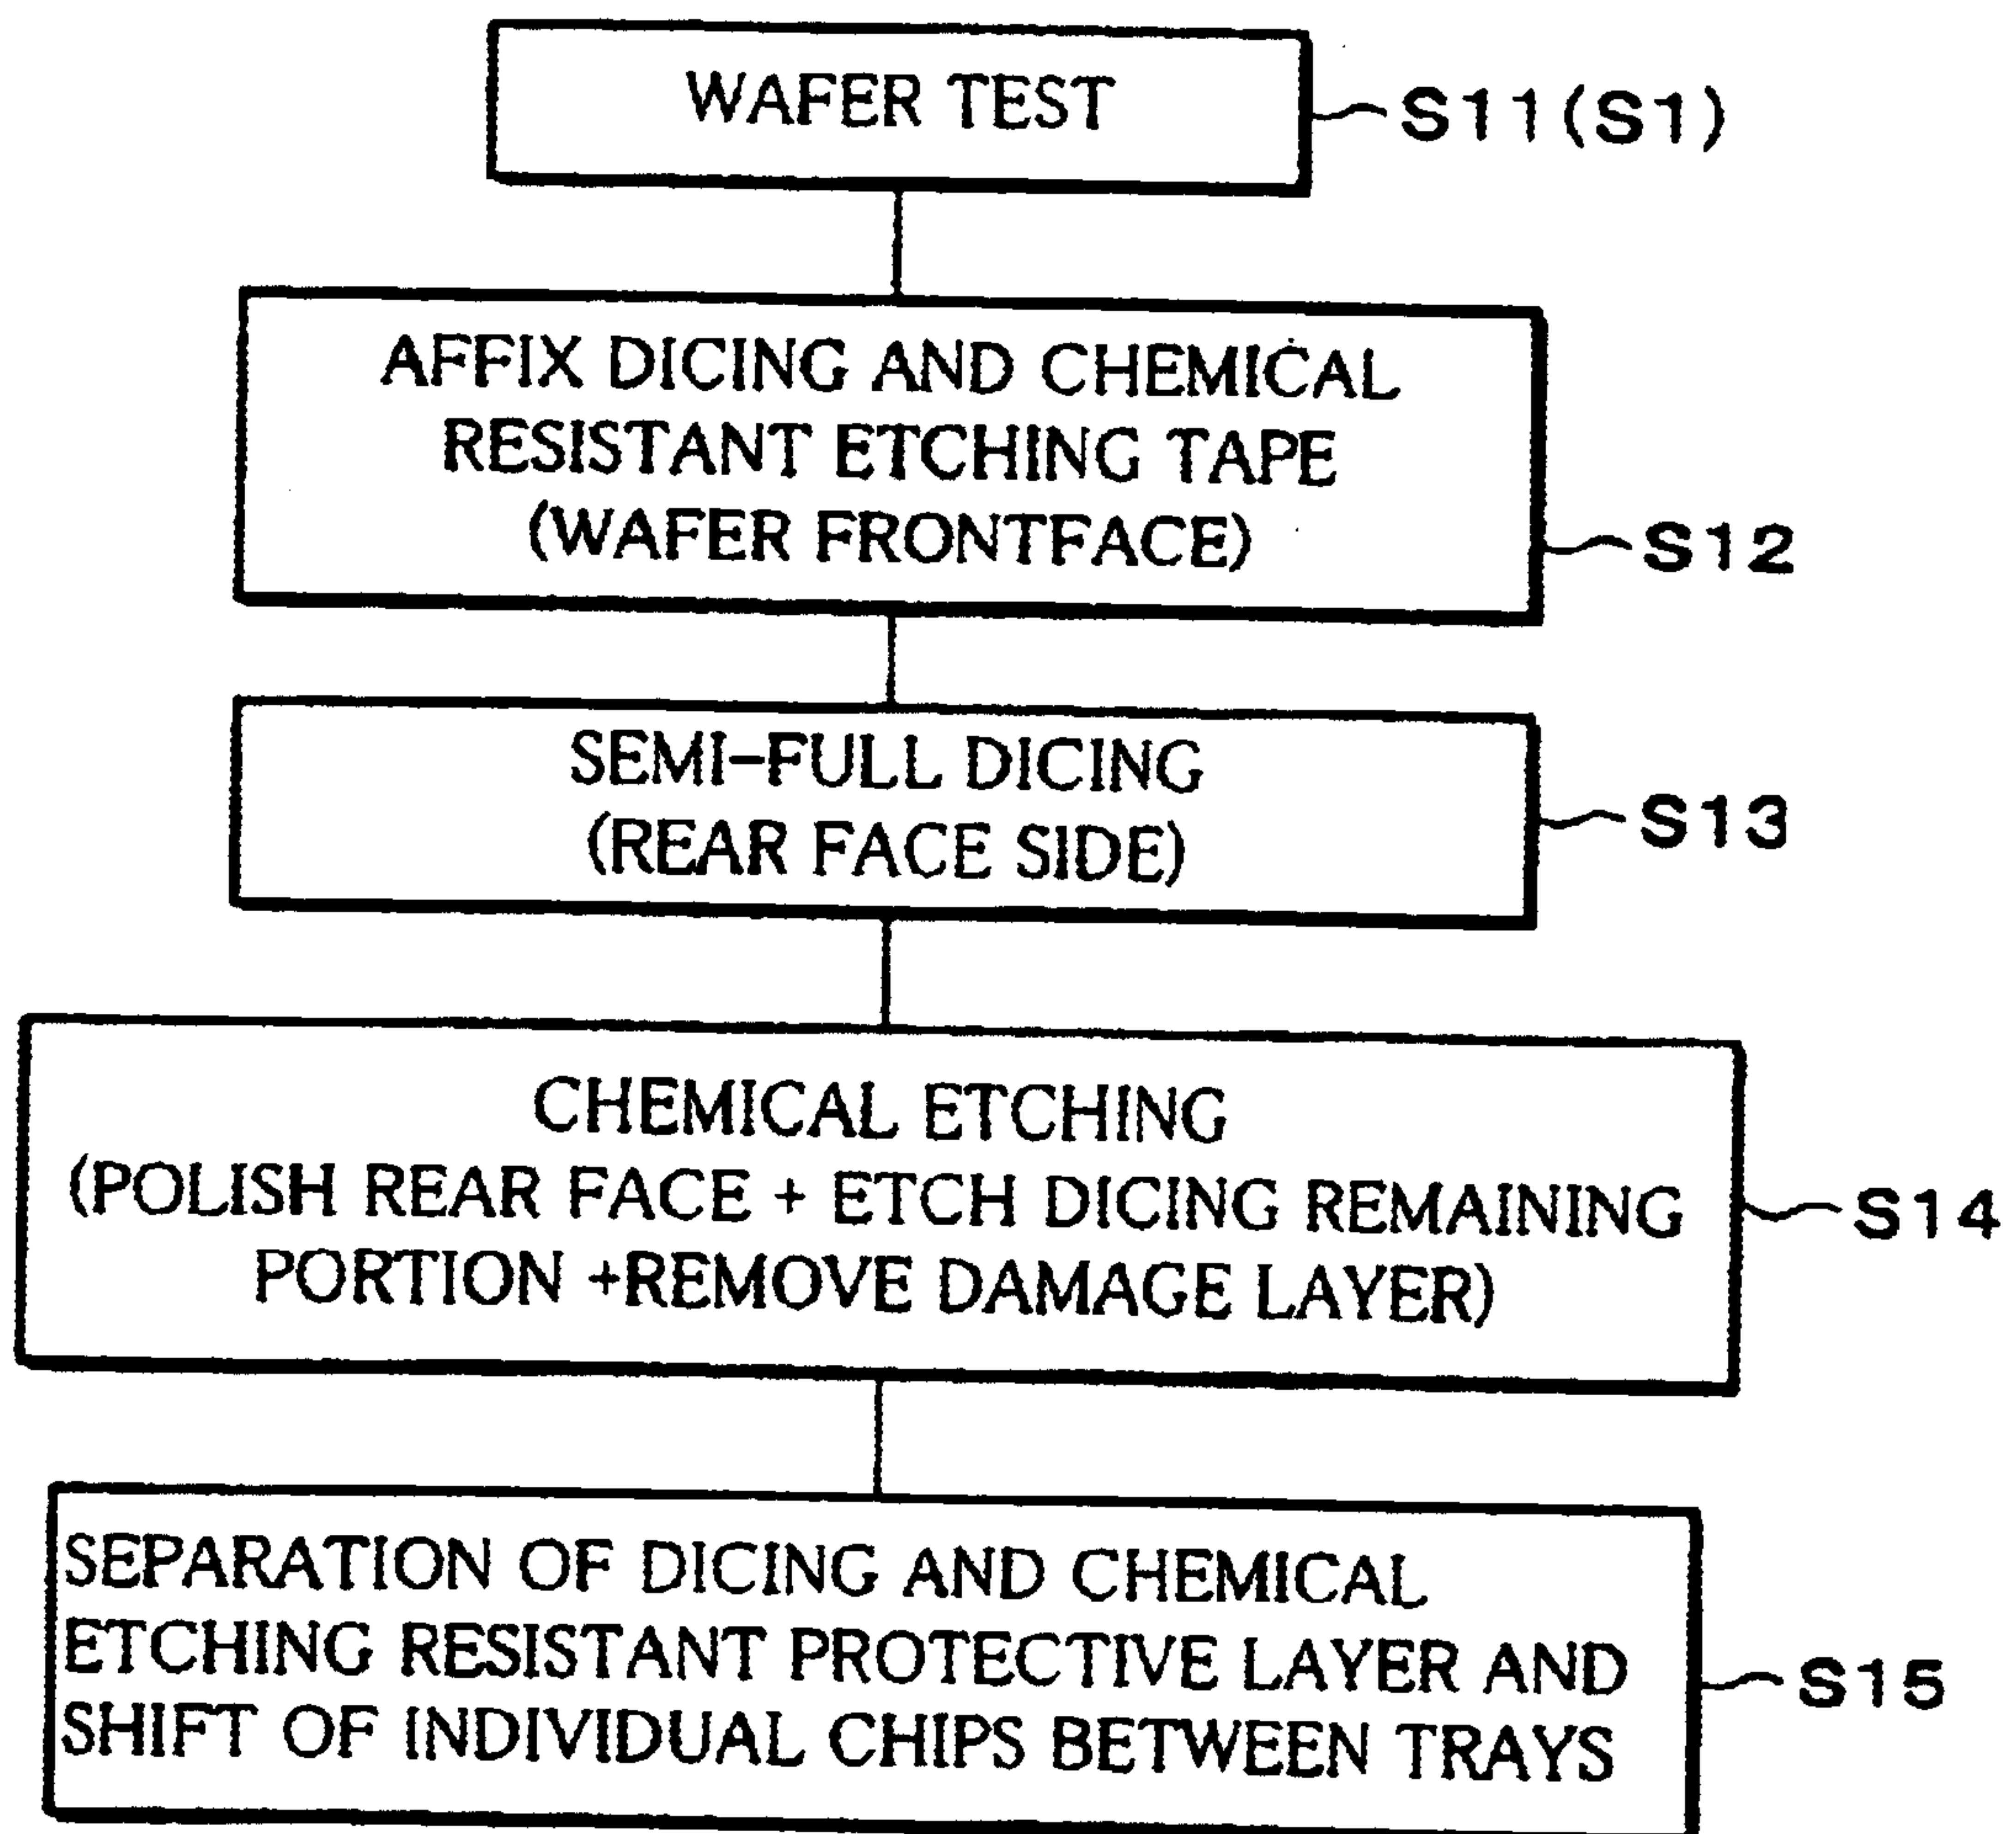 WAFER TEST
S11(S1)
AFFIX DICING AND CHEMICAL
RESISTANT ETCHING TAPE
(WAFER FRONTFACE)
S12
SEMI-FULL DICING
(REAR FACE SIDE)
S13
CHEMICAL ETCHING
(POLISH REAR FACE + ETCH DICING REMAINING
PORTION +REMOVE DAMAGE LAYER)
S14
SEPARATION OF DICING AND CHEMICAL
ETCHING RESISTANT PROTECTIVE LAYER AND
SHIFT OF INDIVIDUAL CHIPS BETWEEN TRAYS
S15